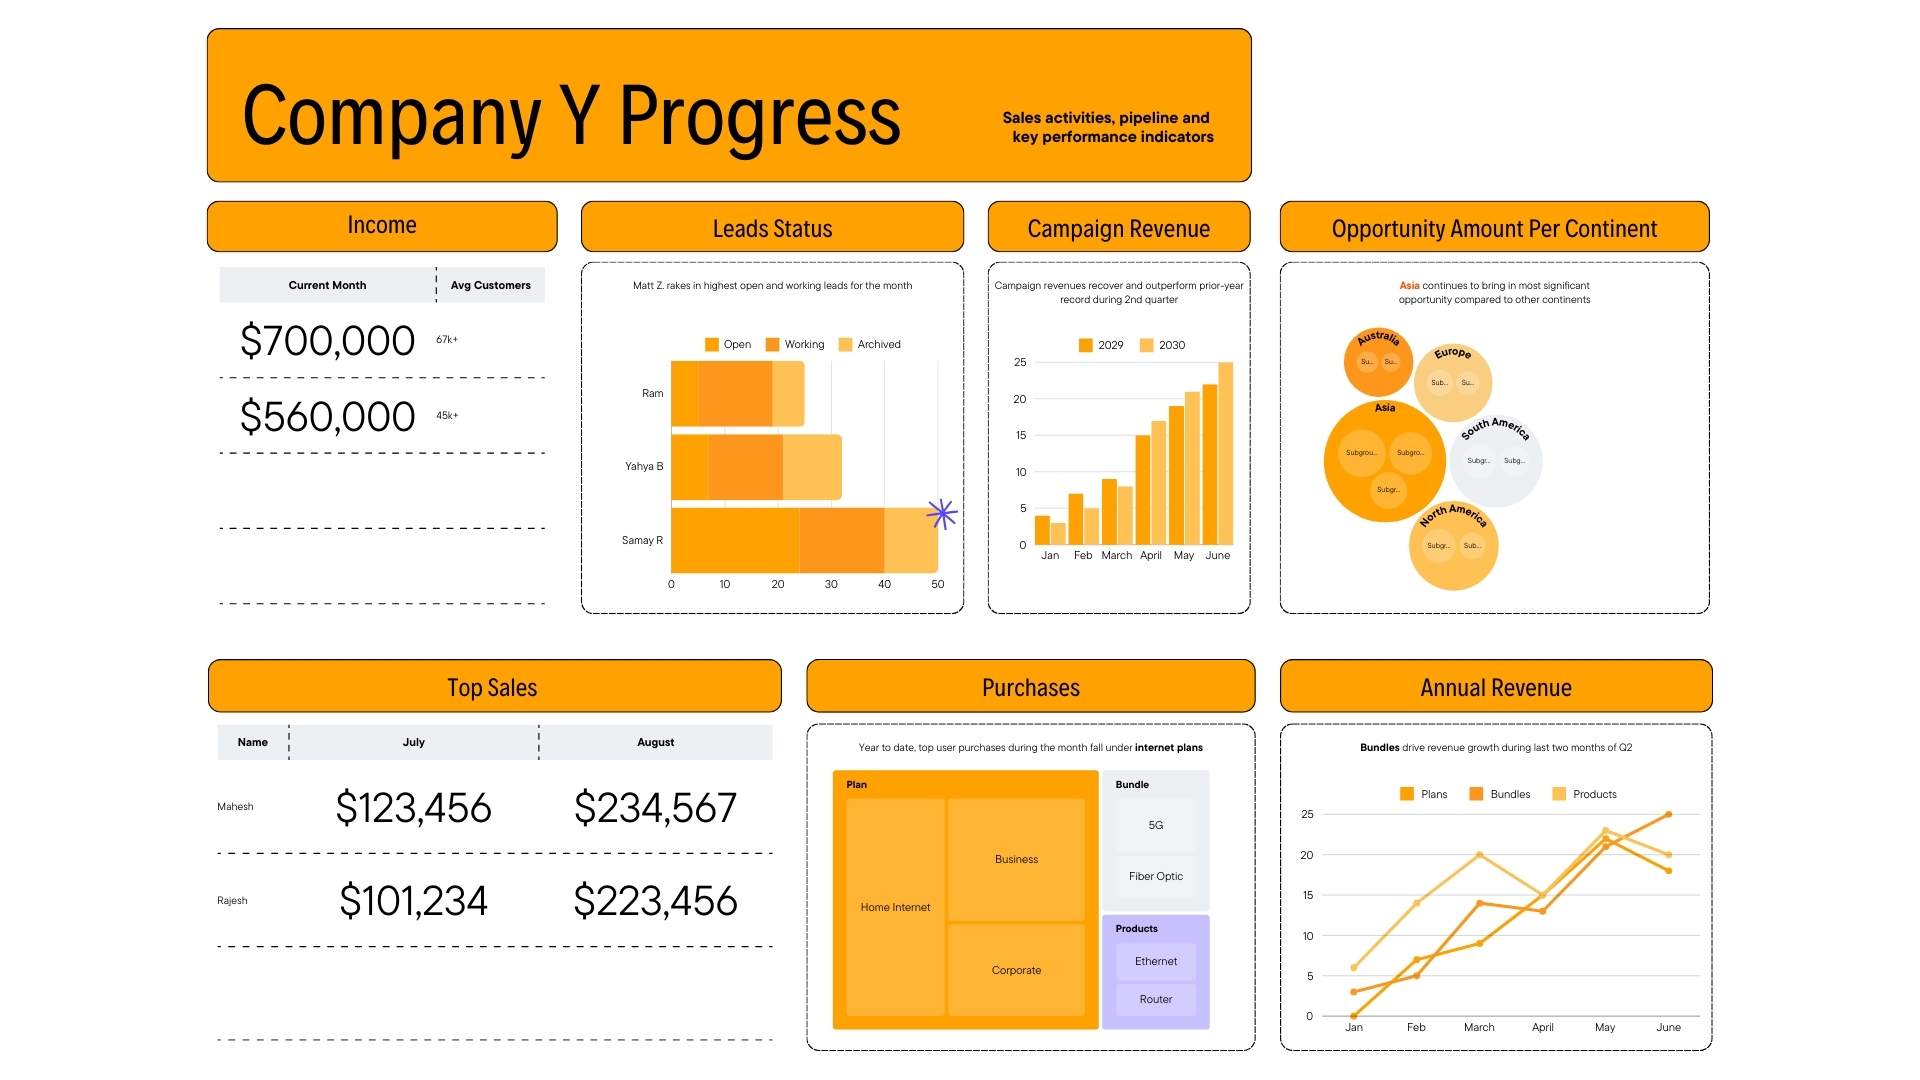 Company Y Progress
Sales activities, pipeline and
key performance indicators
Income
Current Month Avg Customers
$700,000 67k+
$560,000 45k+
Leads Status
Matt Z. rakes in highest open and working leads for the month
Open Working Archived
Ram
Yahya B
Samay R
0 10 20 30 40 50
Campaign Revenue
Campaign revenues recover and outperform prior-year
record during 2nd quarter
2029 2030
25
20
15
10
5
0
Jan Feb March April May June
Opportunity Amount Per Continent
Asia continues to bring in most significant
opportunity compared to other continents
Australia
Su... Su...
Europe
Sub... Su...
Asia
Subgrou... Subgro...
Subgr...
South America
Subgr... Subg...
North America
Subgr... Sub...
Top Sales
Name July August
Mahesh $123,456 $234,567
Rajesh $101,234 $223,456
Purchases
Year to date, top user purchases during the month fall under internet plans
Plan
Home Internet
Business
Corporate
Bundle
5G
Fiber Optic
Products
Ethernet
Router
Annual Revenue
Bundles drive revenue growth during last two months of Q2
Plans Bundles Products
25
20
15
10
5
0
Jan Feb March April May June